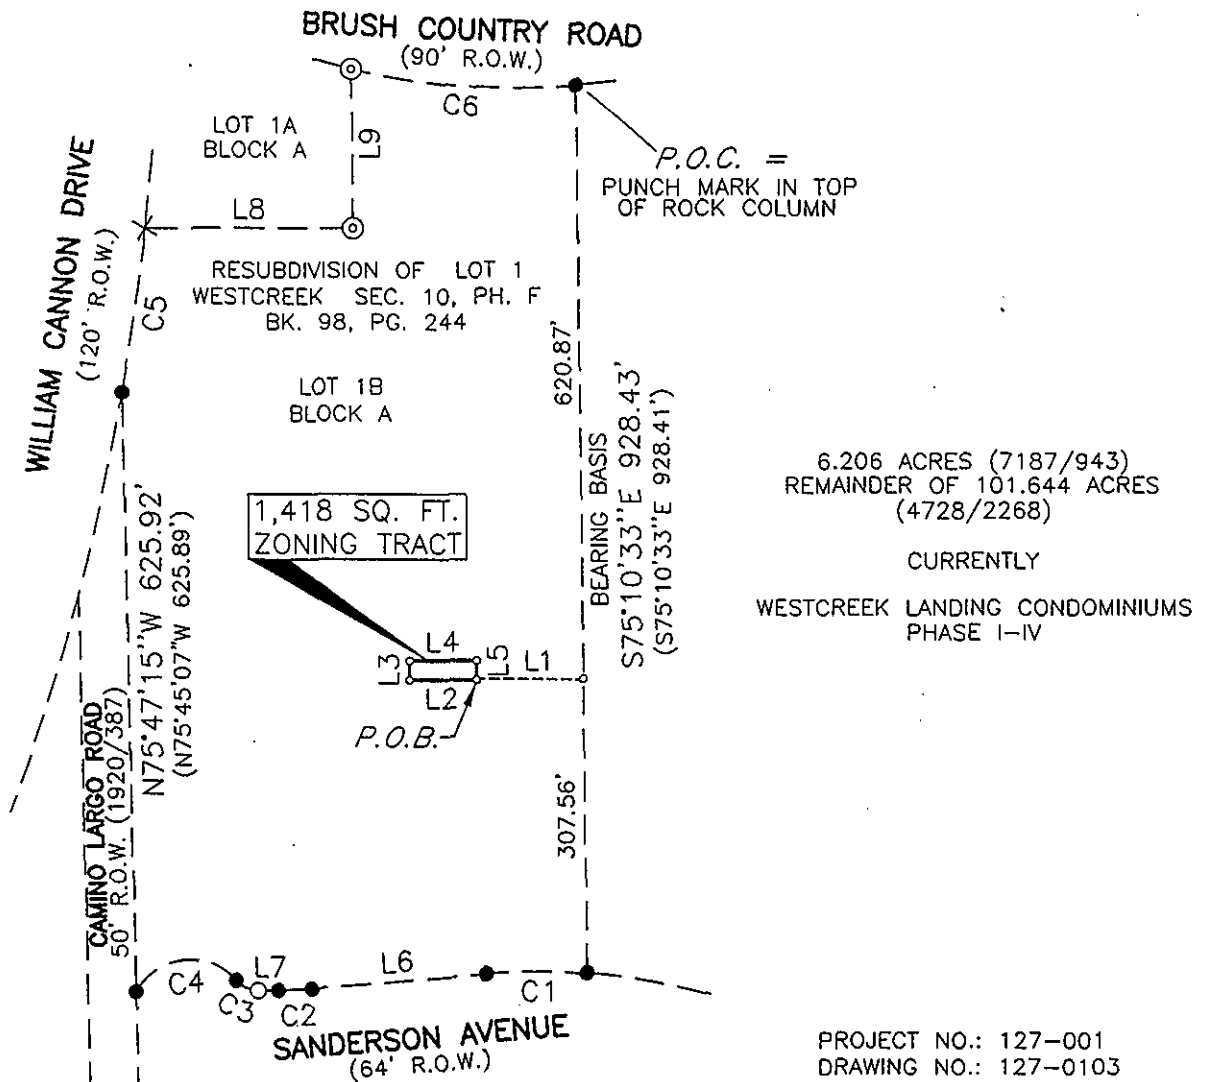 BRUSH COUNTRY ROAD
(90' R.O.W.)
C6
LOT 1A
BLOCK A
L9
P.O.C. =
PUNCH MARK IN TOP
OF ROCK COLUMN
WILLIAM CANNON DRIVE
(120' R.O.W.)
L8
C5
RESUBDIVISION OF LOT 1
WESTCREEK SEC. 10, PH. F
BK. 98, PG. 244
620.87'
LOT 1B
BLOCK A
BEARING BASIS
S75°10'33"E 928.43'
(S75°10'33"E 928.41')
6.206 ACRES (7187/943)
REMAINDER OF 101.644 ACRES
(4728/2268)
CURRENTLY
WESTCREEK LANDING CONDOMINIUMS
PHASE I-IV
1,418 SQ. FT.
ZONING TRACT
N75°47'15"W 625.92'
(N75°45'07"W 625.89')
L4
L3
L5
L1
L2
P.O.B.
CAMINO LARGO ROAD
50' R.O.W. (1920/387)
307.56'
C4
L7
L6
C3
C2
C1
SANDERSON AVENUE
(64' R.O.W.)
PROJECT NO.: 127-001
DRAWING NO.: 127-0103